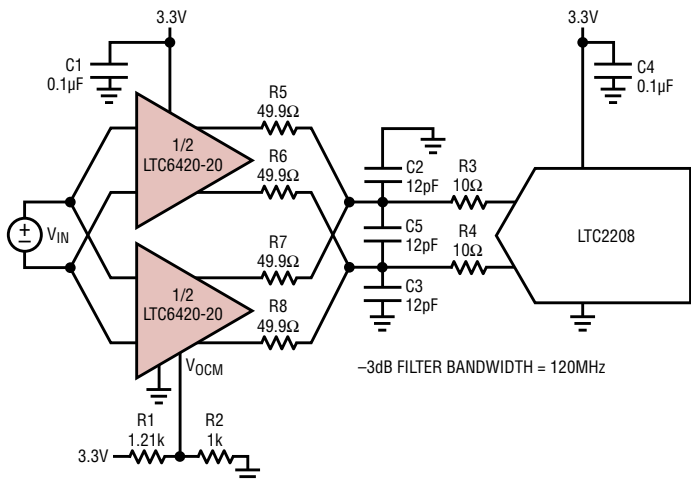 3.3V
3.3V
C1
0.1µF
C4
0.1µF
R5
49.9Ω
1/2
LTC6420-20
R6
49.9Ω
C2
12pF
R3
10Ω
VIN
C5
12pF
R4
10Ω
LTC2208
R7
49.9Ω
1/2
LTC6420-20
R8
49.9Ω
C3
12pF
VOCM
–3dB FILTER BANDWIDTH = 120MHz
R1
1.21k
R2
1k
3.3V